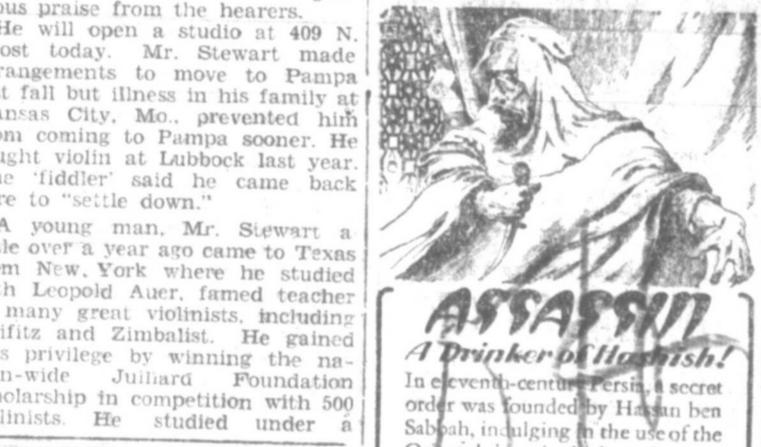 ous praise from the hearers.
He will open a studio at 409 N.
ost today. Mr. Stewart made
rangements to move to Pampa
t fall but illness in his family at
ansas City, Mo., prevented him
om coming to Pampa sooner. He
ught violin at Lubbock last year.
he 'fiddler' said he came back
re to "settle down."
A young man, Mr. Stewart a
tle over a year ago came to Texas
om New. York where he studied
th Leopold Auer, famed teacher
many great violinists, including
ifitz and Zimbalist. He gained
s privilege by winning the na-
n-wide Juillard Foundation
holarship in competition with 500
linists. He studied under a
ASSASSIN
A Drinker of Hashish!
In eleventh-century Persia, a secret
order was founded by Hassan ben
Sabbah, indulging in the use of the